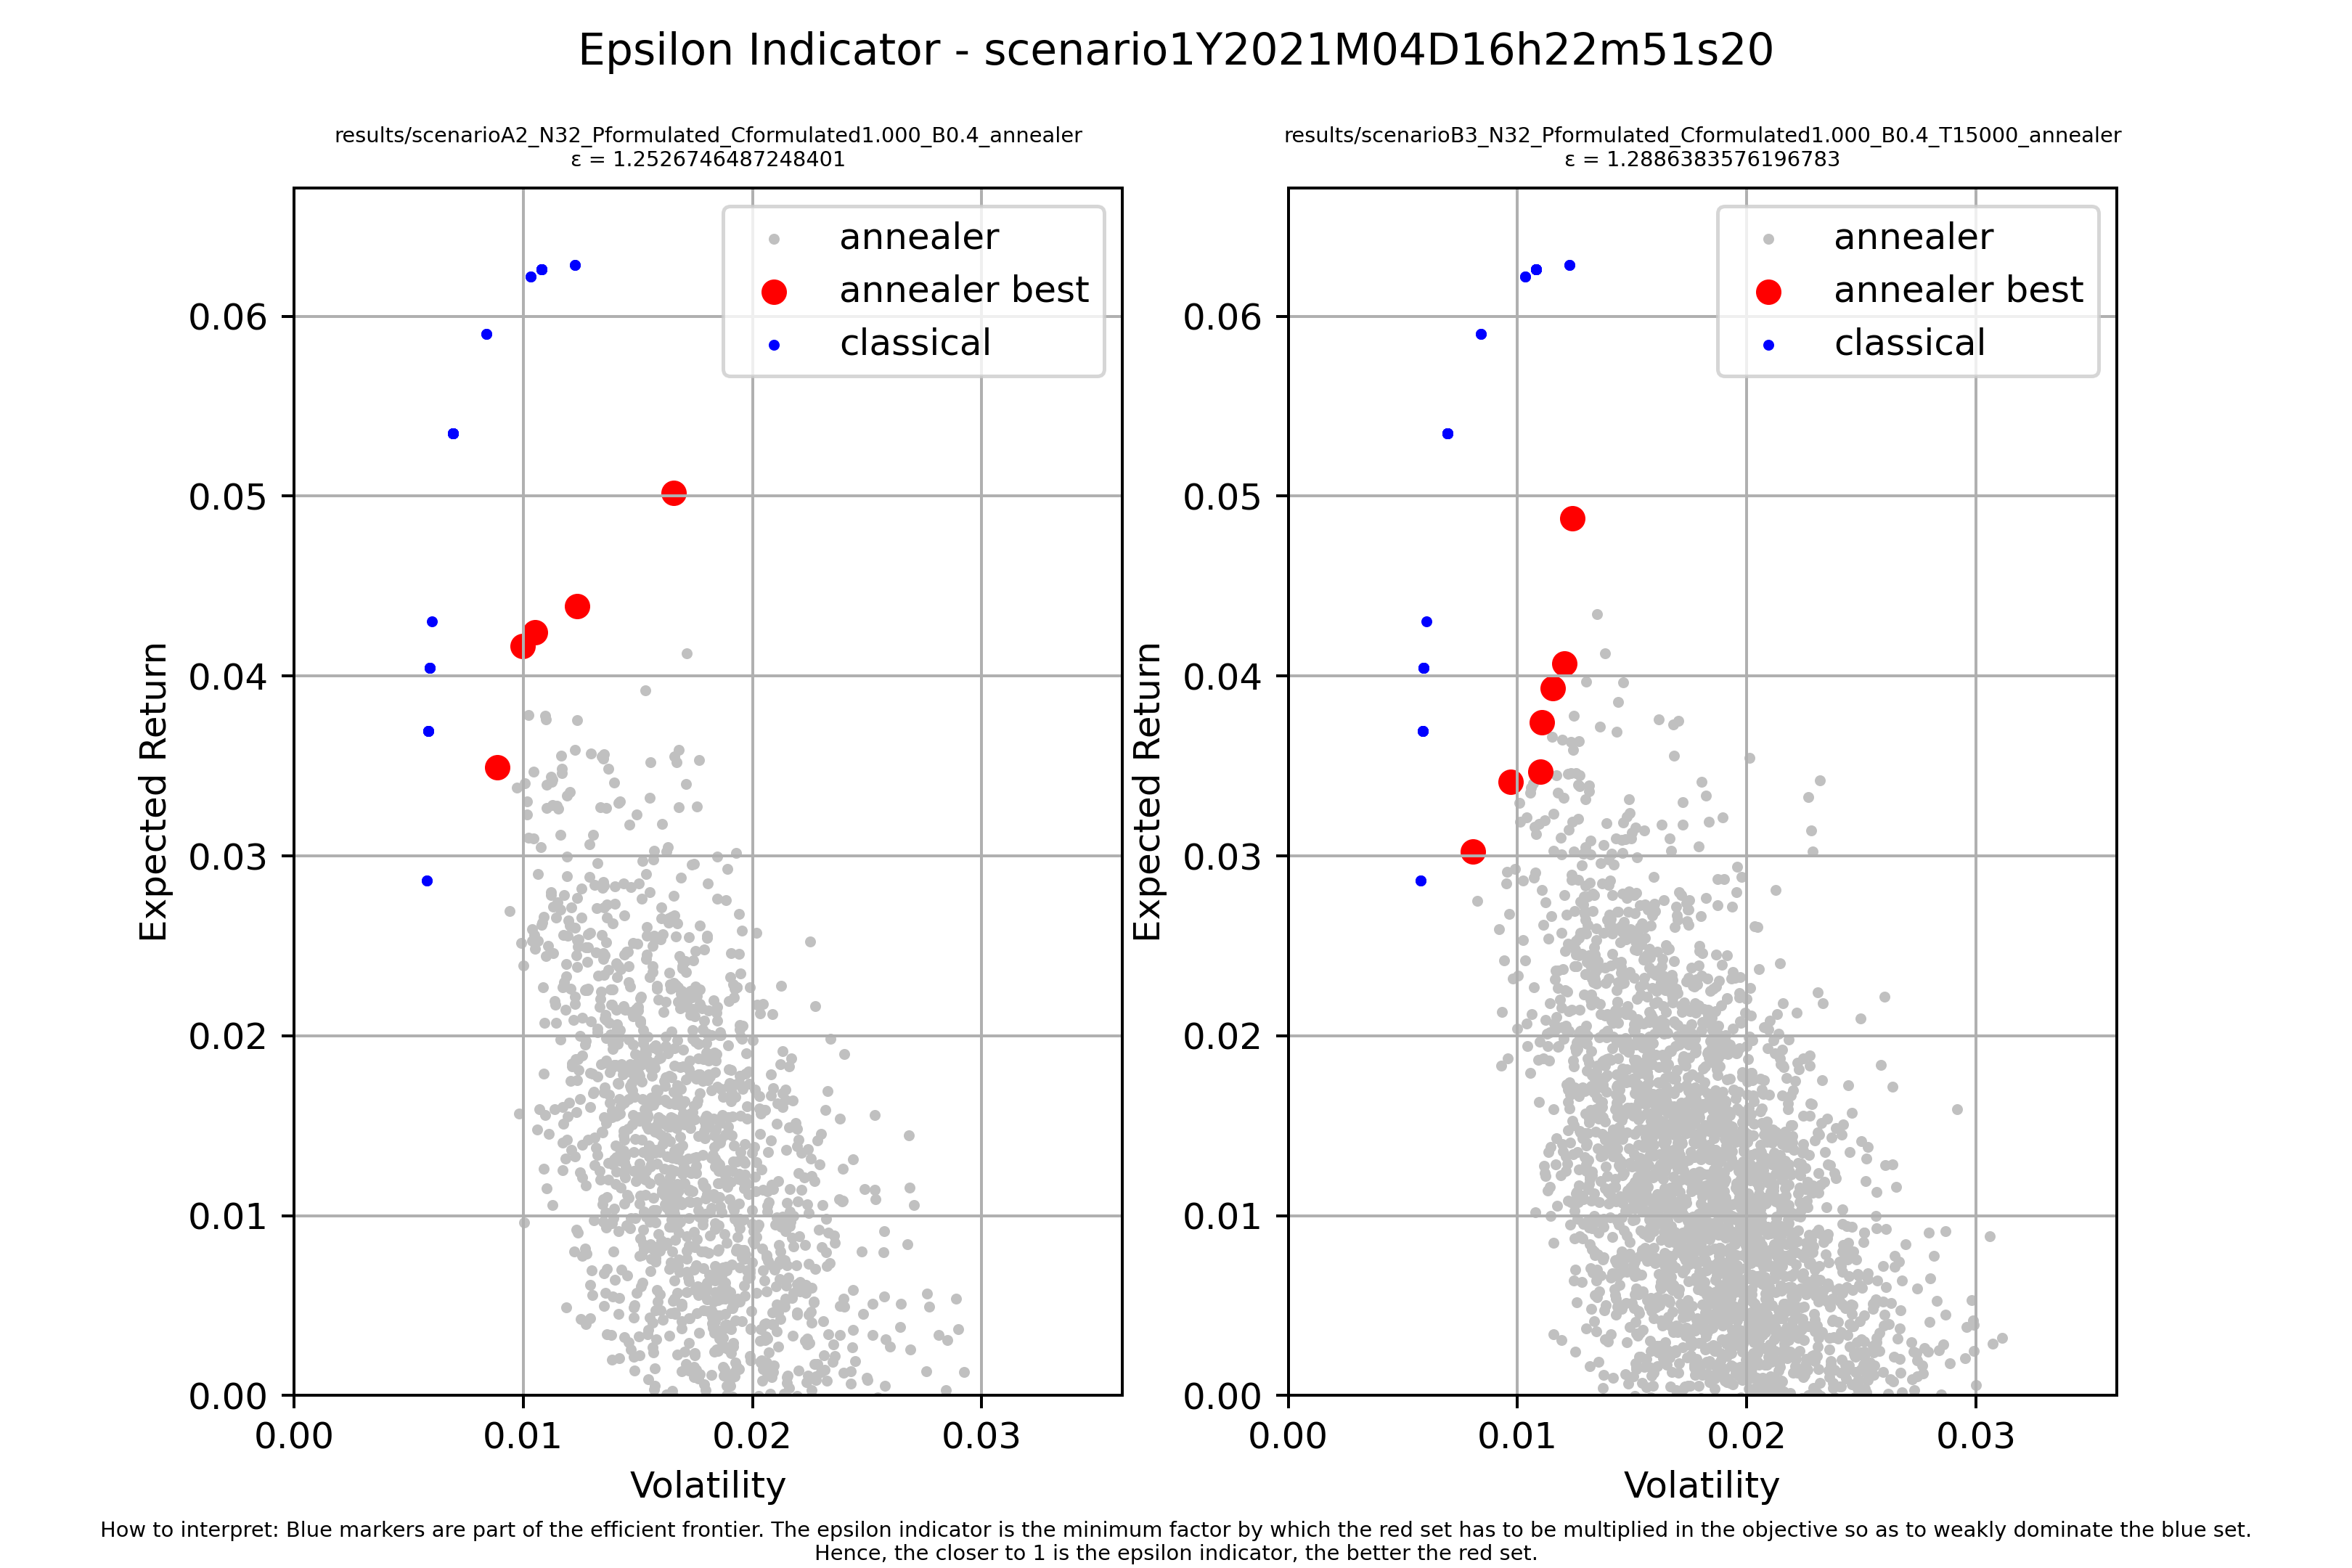 Epsilon Indicator - scenario1Y2021M04D16h22m51s20
results/scenarioA2_N32_Pformulated_Cformulated1.000_B0.4_annealer
ε = 1.2526746487248401
annealer
annealer best
classical
0.06
0.05
0.04
0.03
0.02
0.01
0.00
Expected Return
0.00 0.01 0.02 0.03
Volatility
results/scenarioB3_N32_Pformulated_Cformulated1.000_B0.4_T15000_annealer
ε = 1.2886383576196783
annealer
annealer best
classical
0.06
0.05
0.04
0.03
0.02
0.01
0.00
Expected Return
0.00 0.01 0.02 0.03
Volatility
How to interpret: Blue markers are part of the efficient frontier. The epsilon indicator is the minimum factor by which the red set has to be multiplied in the objective so as to weakly dominate the blue set.
Hence, the closer to 1 is the epsilon indicator, the better the red set.